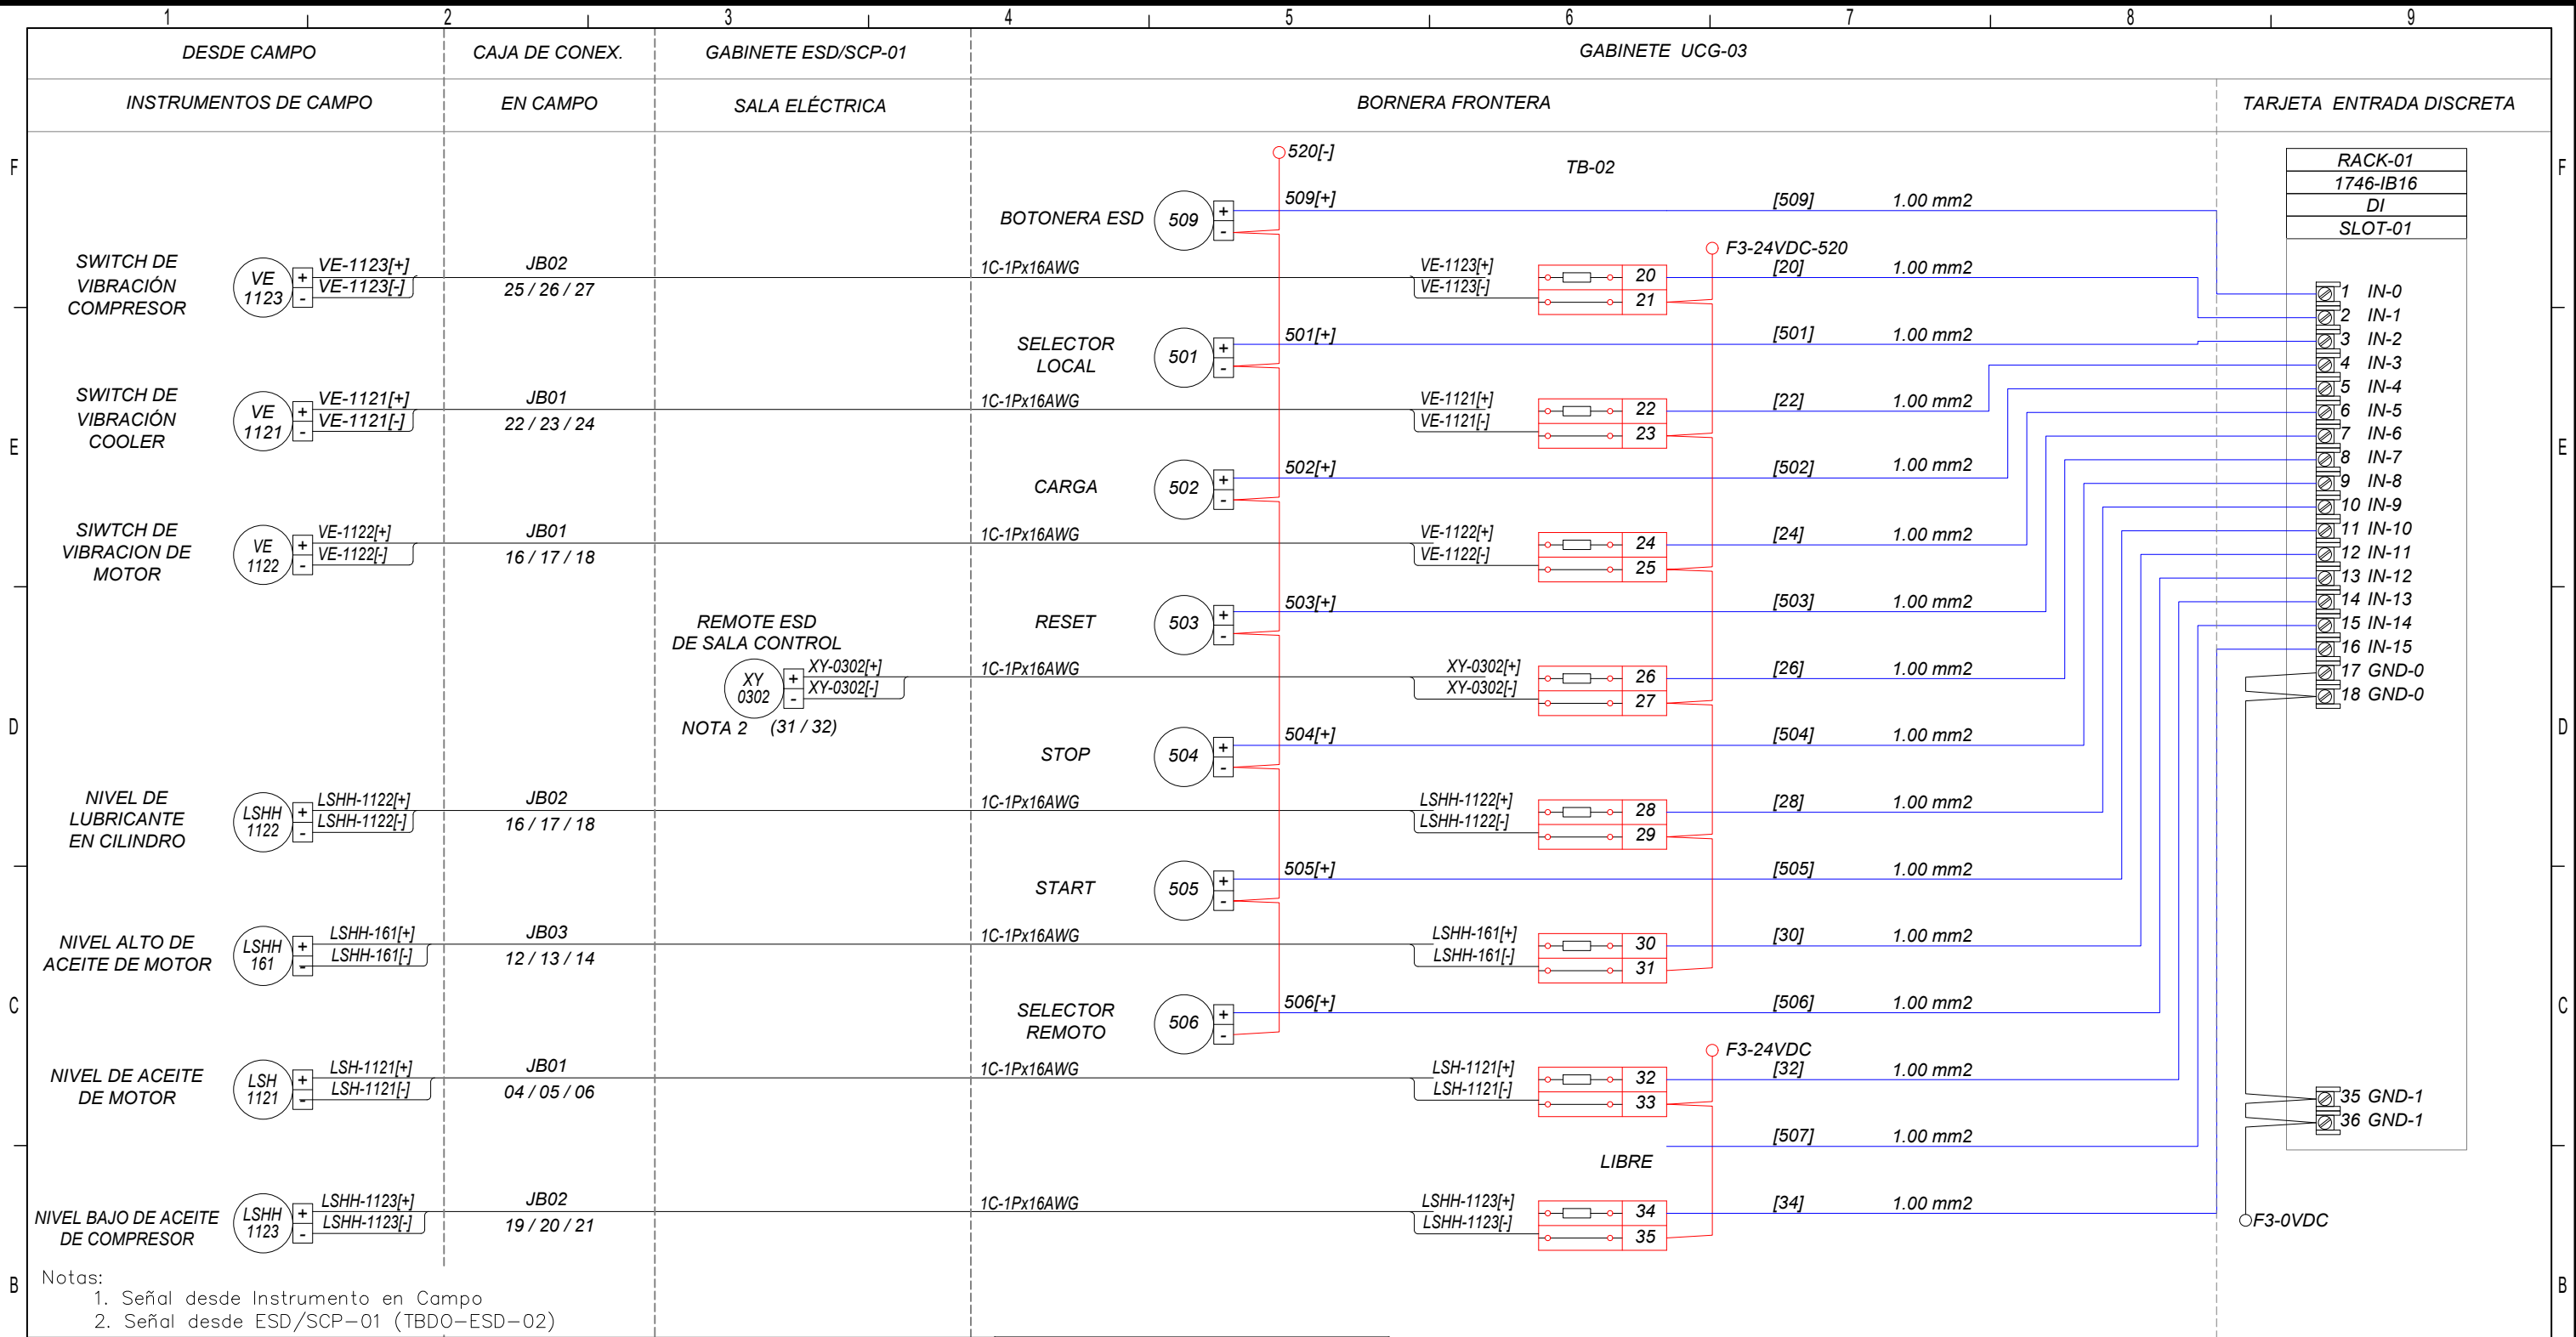 1 2 3 4 5 6 7 8 9
DESDE CAMPO
CAJA DE CONEX.
GABINETE ESD/SCP-01
GABINETE UCG-03
INSTRUMENTOS DE CAMPO
EN CAMPO
SALA ELÉCTRICA
BORNERA FRONTERA
TARJETA ENTRADA DISCRETA
F
F
520[-]
TB-02
RACK-01
1746-IB16
DI
SLOT-01
BOTONERA ESD
509
+
-
509[+]
[509]
1.00 mm2
SWITCH DE
VIBRACIÓN
COMPRESOR
VE
1123
+
-
VE-1123[+]
VE-1123[-]
JB02
25 / 26 / 27
1C-1Px16AWG
VE-1123[+]
VE-1123[-]
20
21
F3-24VDC-520
[20]
1.00 mm2
SELECTOR
LOCAL
501
+
-
501[+]
[501]
1.00 mm2
SWITCH DE
VIBRACIÓN
COOLER
VE
1121
+
-
VE-1121[+]
VE-1121[-]
JB01
22 / 23 / 24
1C-1Px16AWG
VE-1121[+]
VE-1121[-]
22
23
[22]
1.00 mm2
E
E
CARGA
502
+
-
502[+]
[502]
1.00 mm2
SIWTCH DE
VIBRACION DE
MOTOR
VE
1122
+
-
VE-1122[+]
VE-1122[-]
JB01
16 / 17 / 18
1C-1Px16AWG
VE-1122[+]
VE-1122[-]
24
25
[24]
1.00 mm2
RESET
503
+
-
503[+]
[503]
1.00 mm2
REMOTE ESD
DE SALA CONTROL
XY
0302
+
-
XY-0302[+]
XY-0302[-]
NOTA 2 (31 / 32)
1C-1Px16AWG
XY-0302[+]
XY-0302[-]
26
27
[26]
1.00 mm2
D
D
STOP
504
+
-
504[+]
[504]
1.00 mm2
NIVEL DE
LUBRICANTE
EN CILINDRO
LSHH
1122
+
-
LSHH-1122[+]
LSHH-1122[-]
JB02
16 / 17 / 18
1C-1Px16AWG
LSHH-1122[+]
LSHH-1122[-]
28
29
[28]
1.00 mm2
START
505
+
-
505[+]
[505]
1.00 mm2
NIVEL ALTO DE
ACEITE DE MOTOR
LSHH
161
+
-
LSHH-161[+]
LSHH-161[-]
JB03
12 / 13 / 14
1C-1Px16AWG
LSHH-161[+]
LSHH-161[-]
30
31
[30]
1.00 mm2
C
C
SELECTOR
REMOTO
506
+
-
506[+]
[506]
1.00 mm2
NIVEL DE ACEITE
DE MOTOR
LSH
1121
+
-
LSH-1121[+]
LSH-1121[-]
JB01
04 / 05 / 06
1C-1Px16AWG
LSH-1121[+]
LSH-1121[-]
32
33
F3-24VDC
[32]
1.00 mm2
LIBRE
[507]
1.00 mm2
NIVEL BAJO DE ACEITE
DE COMPRESOR
LSHH
1123
+
-
LSHH-1123[+]
LSHH-1123[-]
JB02
19 / 20 / 21
1C-1Px16AWG
LSHH-1123[+]
LSHH-1123[-]
34
35
[34]
1.00 mm2
1 IN-0
2 IN-1
3 IN-2
4 IN-3
5 IN-4
6 IN-5
7 IN-6
8 IN-7
9 IN-8
10 IN-9
11 IN-10
12 IN-11
13 IN-12
14 IN-13
15 IN-14
16 IN-15
17 GND-0
18 GND-0
35 GND-1
36 GND-1
F3-0VDC
B
B
Notas:
1. Señal desde Instrumento en Campo
2. Señal desde ESD/SCP-01 (TBDO-ESD-02)